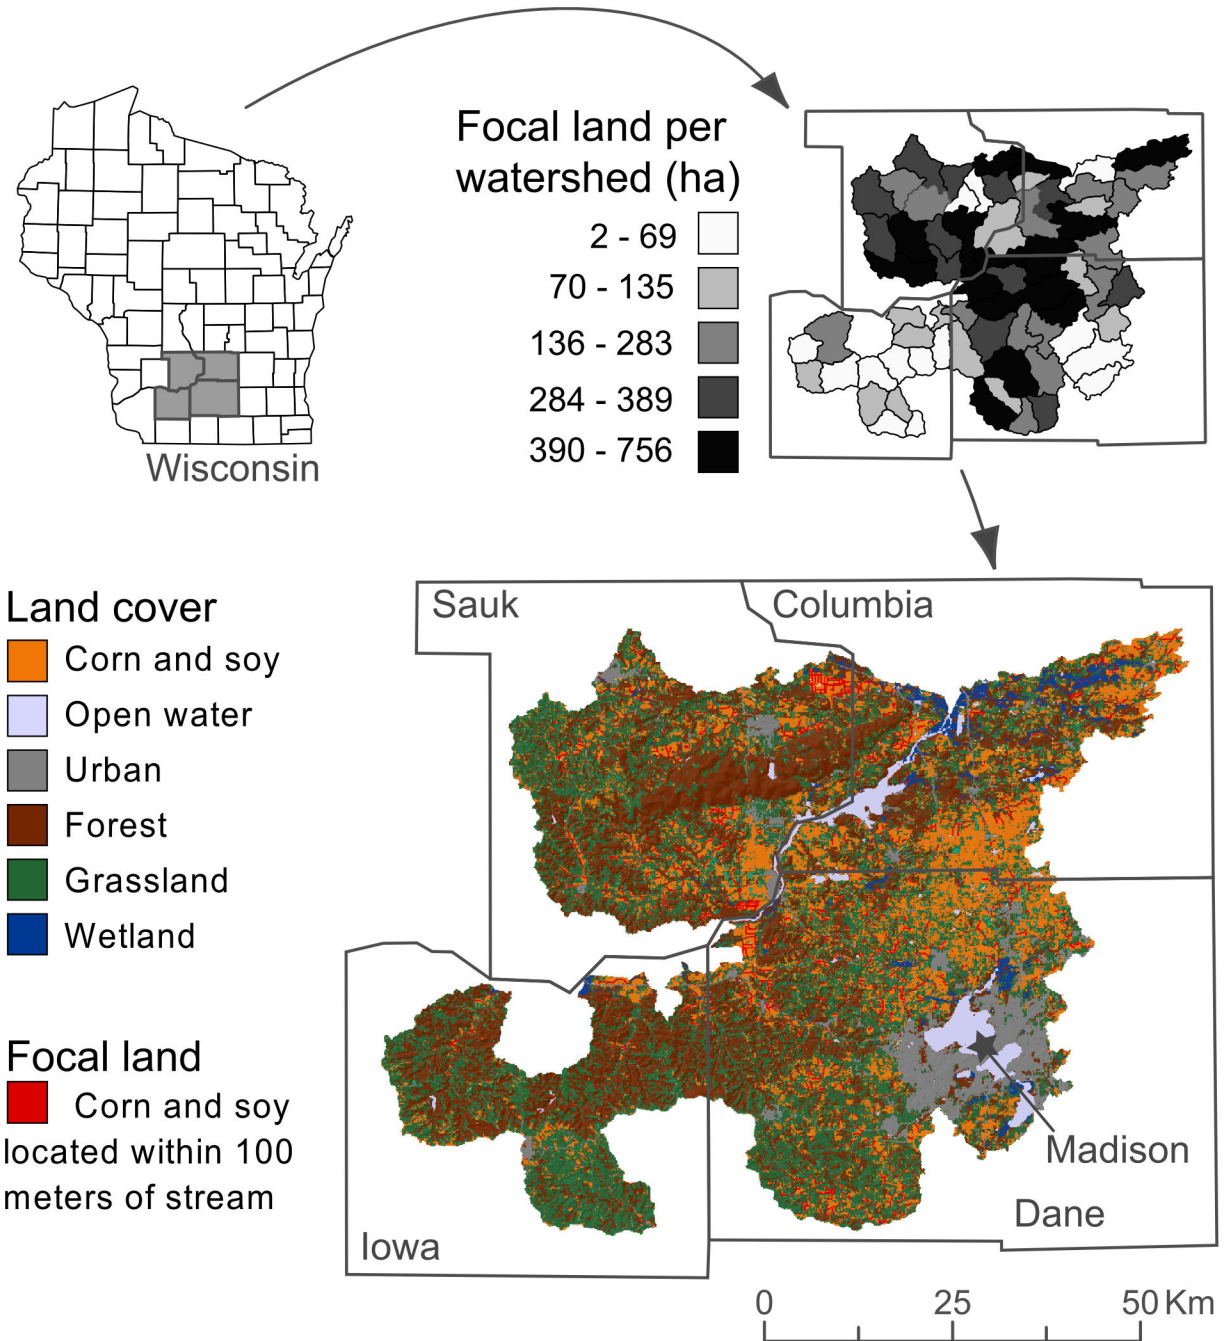 Focal land per
watershed (ha)
2 - 69
70 - 135
136 - 283
284 - 389
390 - 756
Wisconsin
Land cover
Corn and soy
Open water
Urban
Forest
Grassland
Wetland
Focal land
Corn and soy
located within 100
meters of stream
Sauk
Columbia
Madison
Dane
Iowa
0 25 50 Km